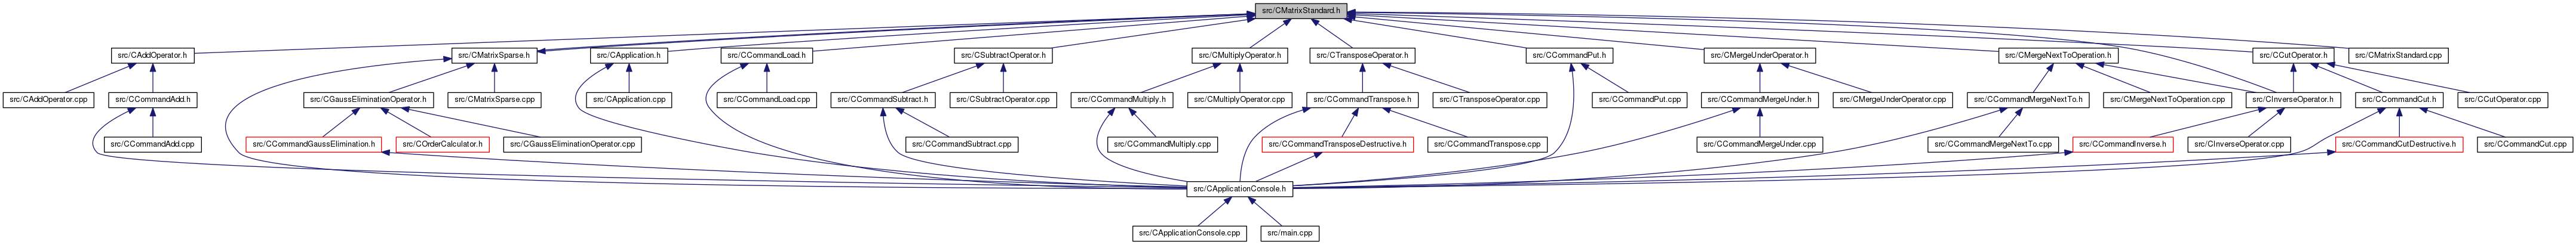 src/CMatrixStandard.h
src/CAddOperator.h
src/CMatrixSparse.h
src/CApplication.h
src/CCommandLoad.h
src/CSubtractOperator.h
src/CMultiplyOperator.h
src/CTransposeOperator.h
src/CCommandPut.h
src/CMergeUnderOperator.h
src/CMergeNextToOperation.h
src/CCutOperator.h
src/CMatrixStandard.cpp
src/CAddOperator.cpp
src/CCommandAdd.h
src/CGaussEliminationOperator.h
src/CMatrixSparse.cpp
src/CApplication.cpp
src/CCommandLoad.cpp
src/CCommandSubtract.h
src/CSubtractOperator.cpp
src/CCommandMultiply.h
src/CMultiplyOperator.cpp
src/CCommandTranspose.h
src/CTransposeOperator.cpp
src/CCommandPut.cpp
src/CCommandMergeUnder.h
src/CMergeUnderOperator.cpp
src/CCommandMergeNextTo.h
src/CMergeNextToOperation.cpp
src/CInverseOperator.h
src/CCommandCut.h
src/CCutOperator.cpp
src/CCommandAdd.cpp
src/CCommandGaussElimination.h
src/COrderCalculator.h
src/CGaussEliminationOperator.cpp
src/CCommandSubtract.cpp
src/CCommandMultiply.cpp
src/CCommandTransposeDestructive.h
src/CCommandTranspose.cpp
src/CCommandMergeUnder.cpp
src/CCommandMergeNextTo.cpp
src/CCommandInverse.h
src/CInverseOperator.cpp
src/CCommandCutDestructive.h
src/CCommandCut.cpp
src/CApplicationConsole.h
src/CApplicationConsole.cpp
src/main.cpp